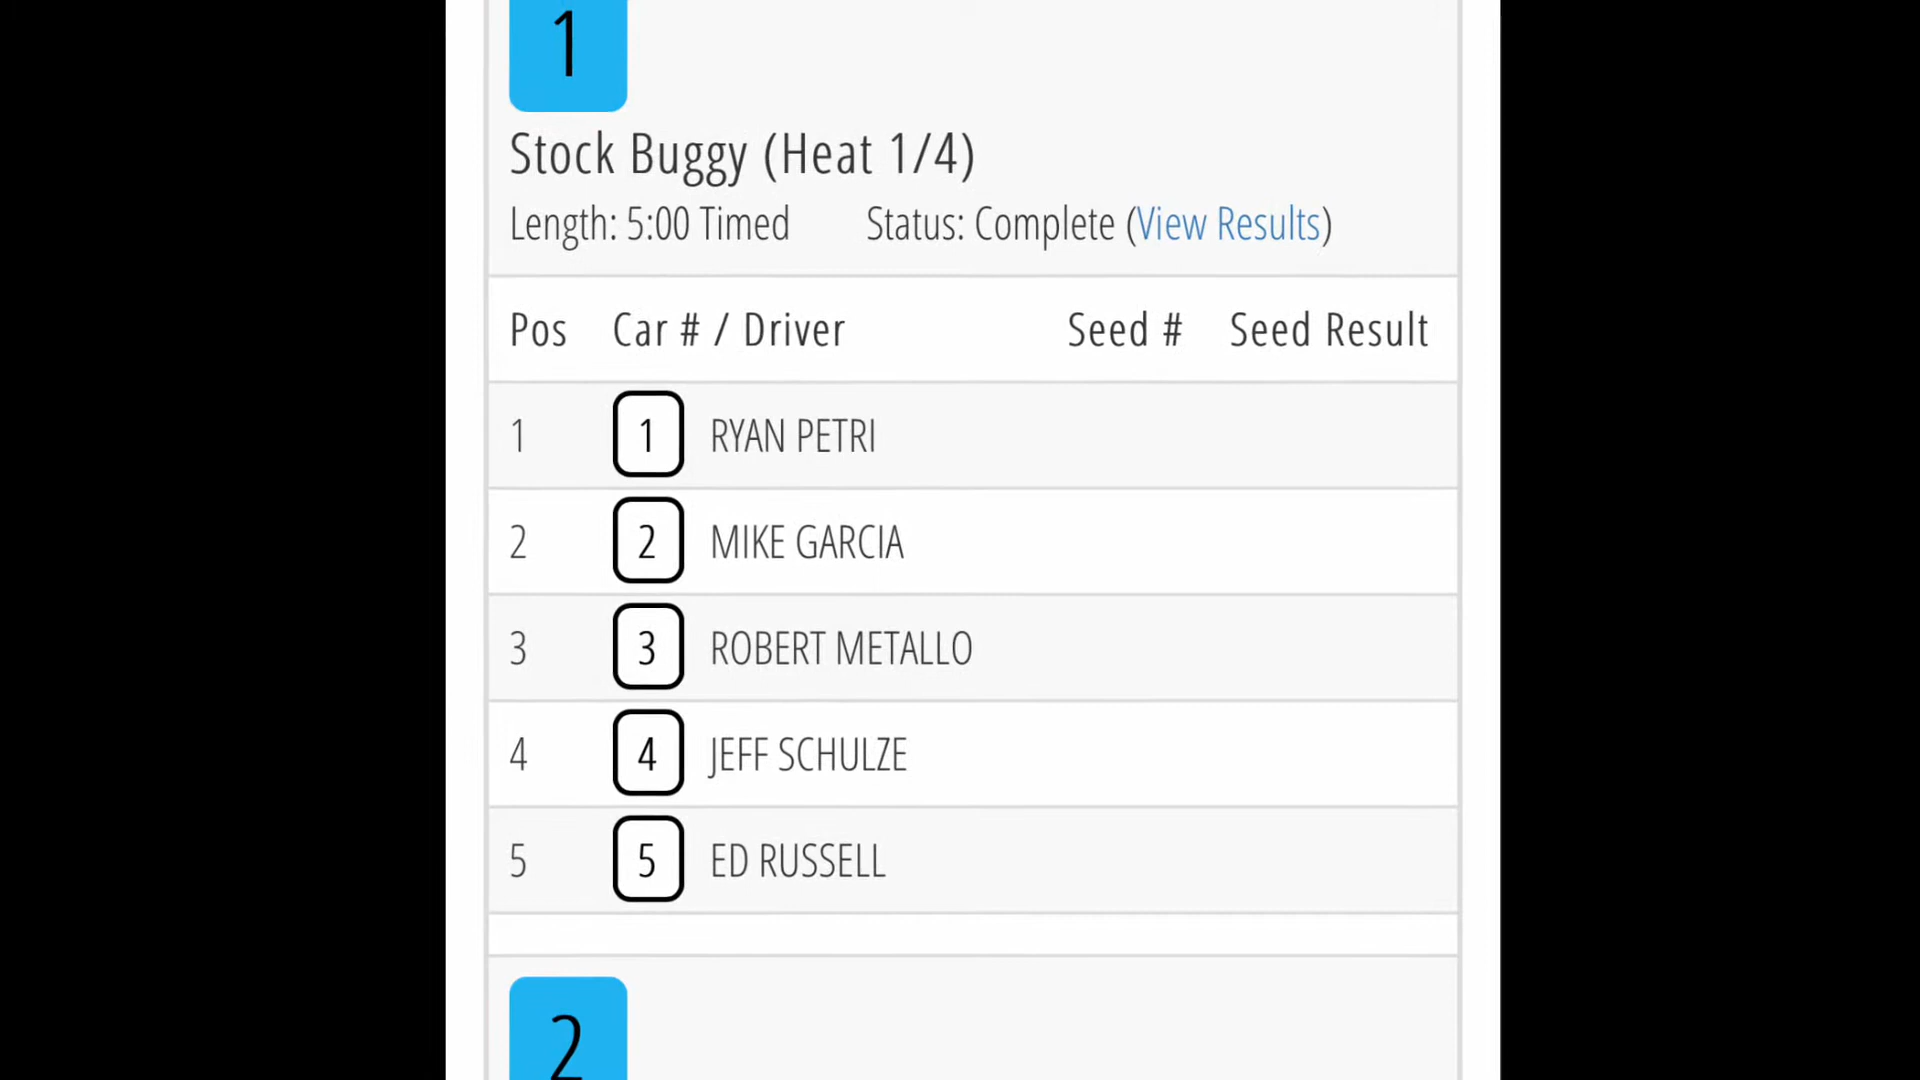 1
Stock Buggy (Heat 1/4)
Length: 5:00 Timed Status: Complete (View Results)
Pos Car # / Driver Seed # Seed Result
1 1 RYAN PETRI
2 2 MIKE GARCIA
3 3 ROBERT METALLO
4 4 JEFF SCHULZE
5 5 ED RUSSELL
2